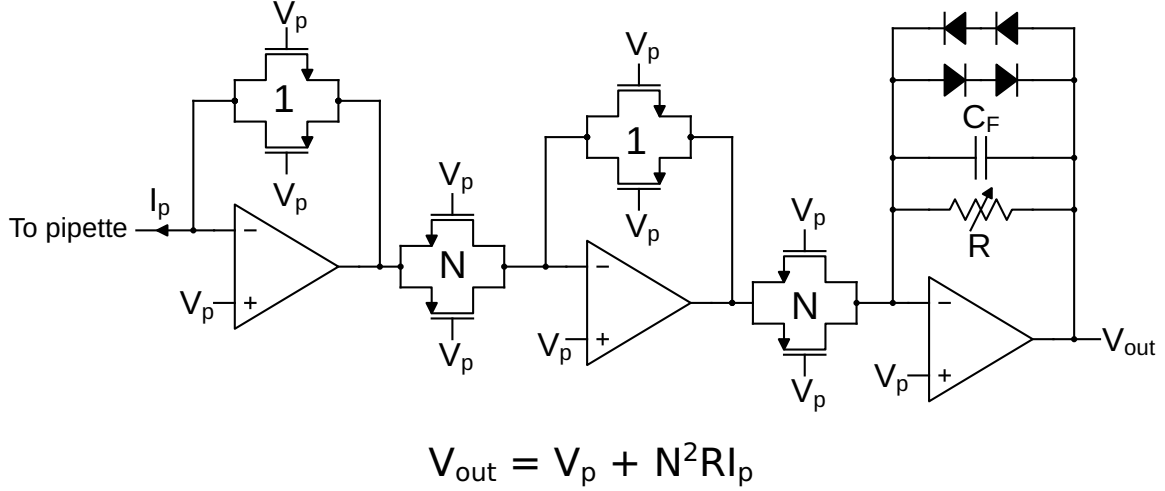 Vp
1
Vp
Ip
To pipette
−
Vp
+
Vp
N
Vp
Vp
1
Vp
−
Vp
+
Vp
N
Vp
CF
R
−
Vp
+
Vout
Vout = Vp + N²RIp